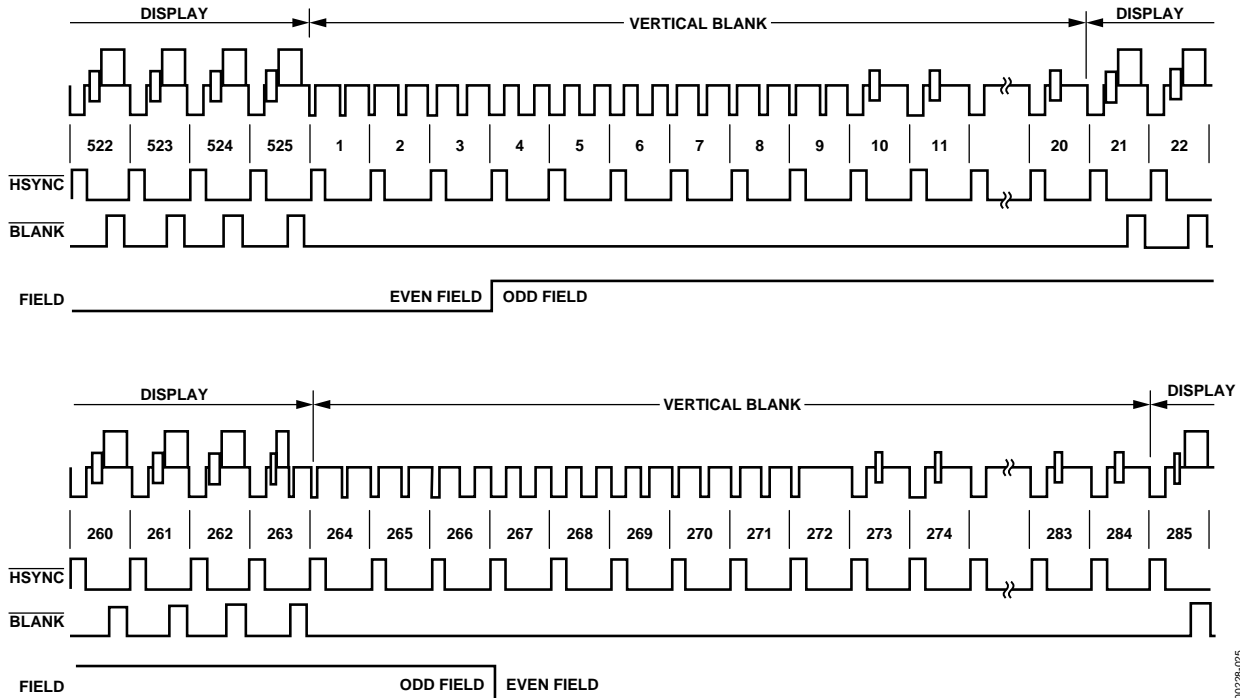 DISPLAY VERTICAL BLANK DISPLAY
522 523 524 525 1 2 3 4 5 6 7 8 9 10 11 20 21 22
HSYNC
BLANK
FIELD EVEN FIELD ODD FIELD
DISPLAY VERTICAL BLANK DISPLAY
260 261 262 263 264 265 266 267 268 269 270 271 272 273 274 283 284 285
HSYNC
BLANK
FIELD ODD FIELD EVEN FIELD
00228-025